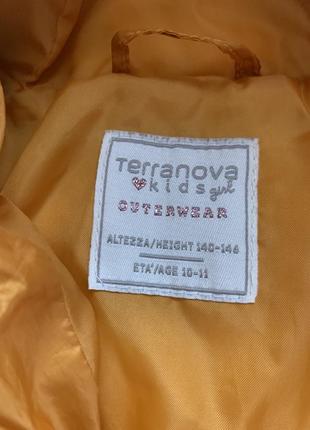 Terranova
kids girl
OUTERWEAR
ALTEZZA/HEIGHT 140-146
ETA'/AGE 10-11